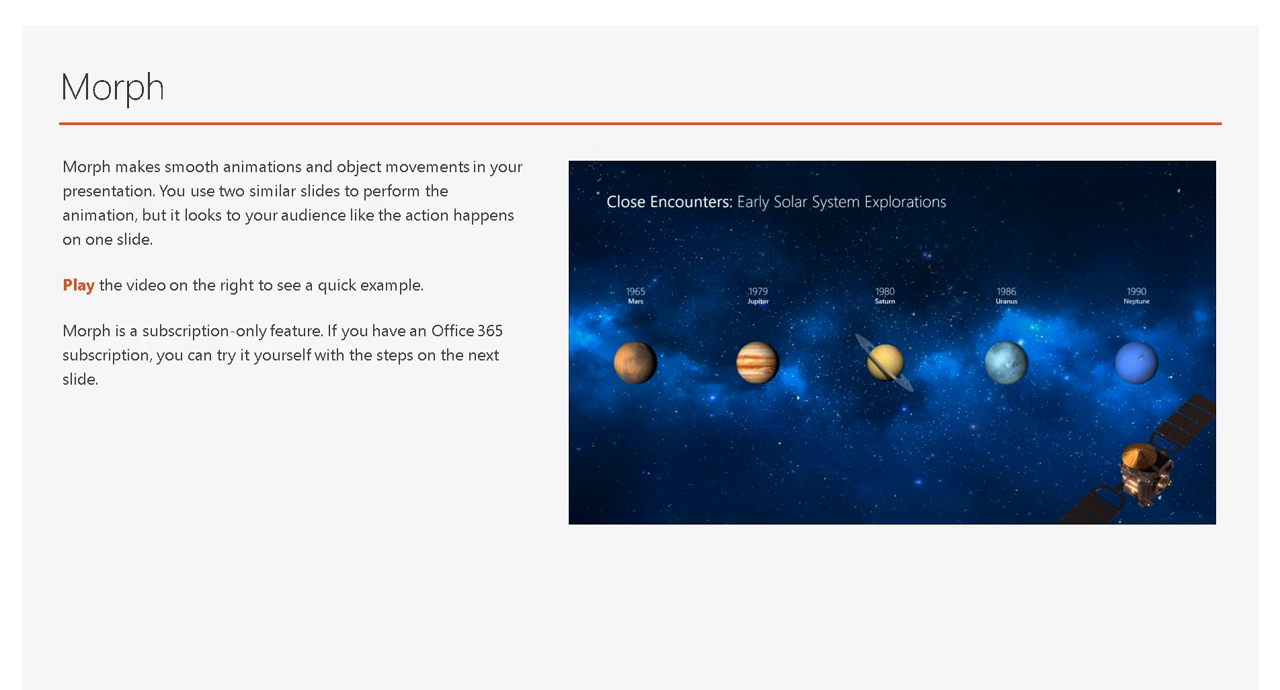 Morph
Morph makes smooth animations and object movements in your
presentation. You use two similar slides to perform the
animation, but it looks to your audience like the action happens
on one slide.
Play the video on the right to see a quick example.
Morph is a subscription-only feature. If you have an Office 365
subscription, you can try it yourself with the steps on the next
slide.
Close Encounters: Early Solar System Explorations
1965
Mars
1979
Jupiter
1980
Saturn
1986
Uranus
1990
Neptune